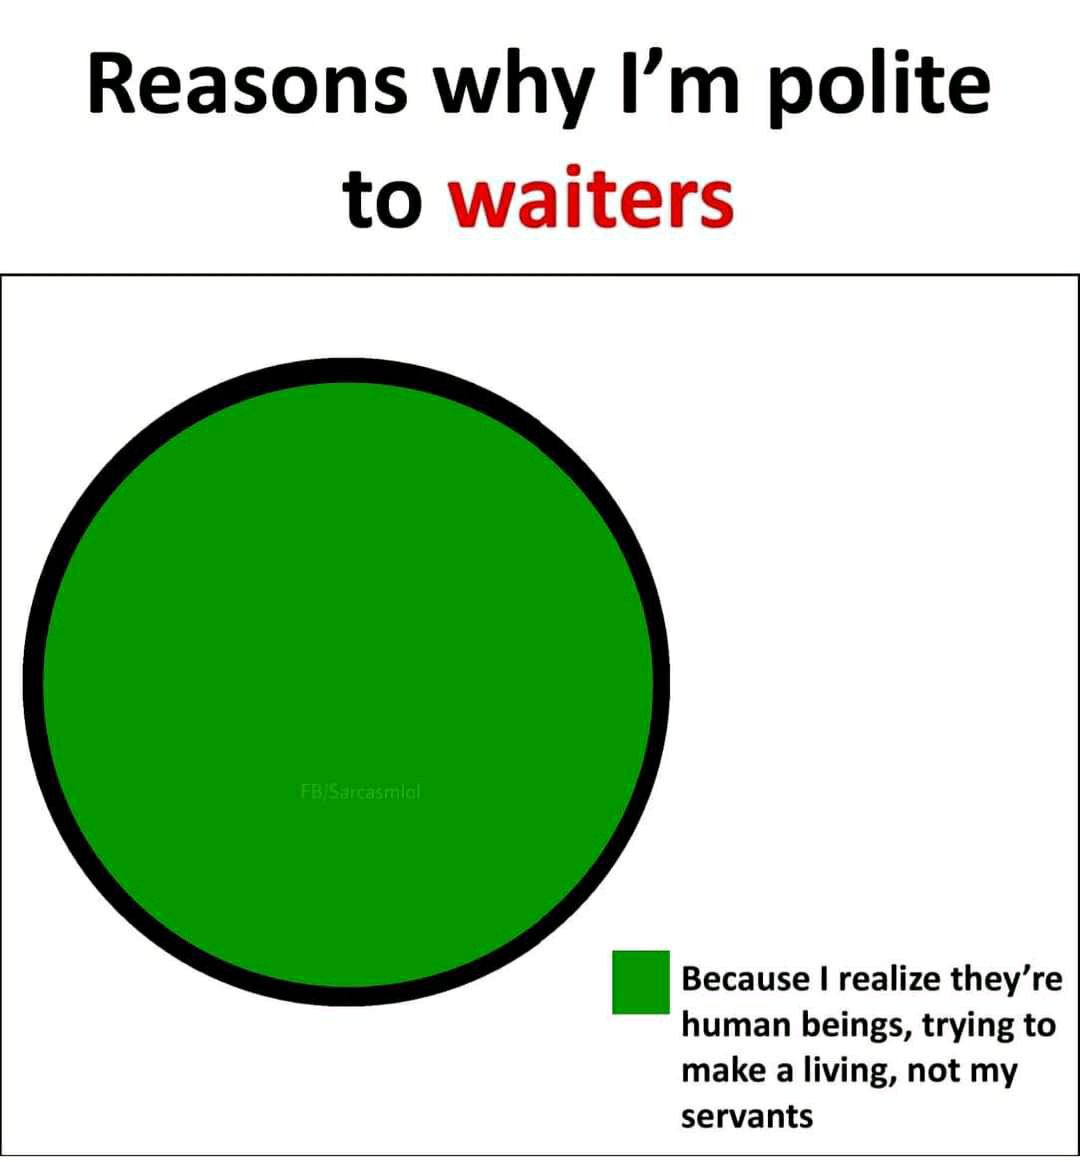 Reasons why I’m polite
to waiters
FB/Sarcasmlol
Because I realize they’re
human beings, trying to
make a living, not my
servants